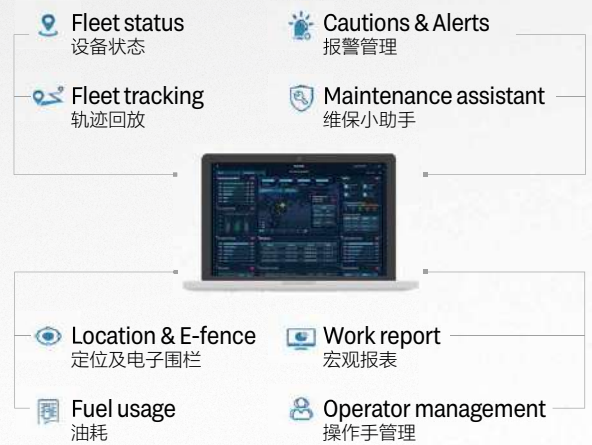 Fleet status
设备状态
Cautions & Alerts
报警管理
Fleet tracking
轨迹回放
Maintenance assistant
维保小助手
Location & E-fence
定位及电子围栏
Work report
宏观报表
Fuel usage
油耗
Operator management
操作手管理